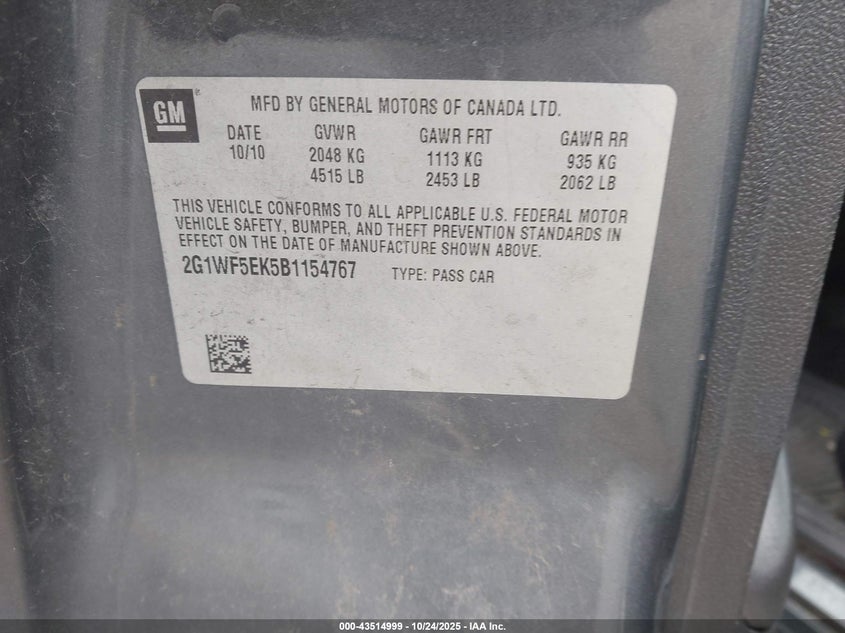 GM
®
MFD BY GENERAL MOTORS OF CANADA LTD.
DATE GVWR GAWR FRT GAWR RR
10/10 2048 KG 1113 KG 935 KG
4515 LB 2453 LB 2062 LB
THIS VEHICLE CONFORMS TO ALL APPLICABLE U.S. FEDERAL MOTOR
VEHICLE SAFETY, BUMPER, AND THEFT PREVENTION STANDARDS IN
EFFECT ON THE DATE OF MANUFACTURE SHOWN ABOVE.
2G1WF5EK5B1154767 TYPE: PASS CAR
000-43514999 - 10/24/2025 - IAA Inc.